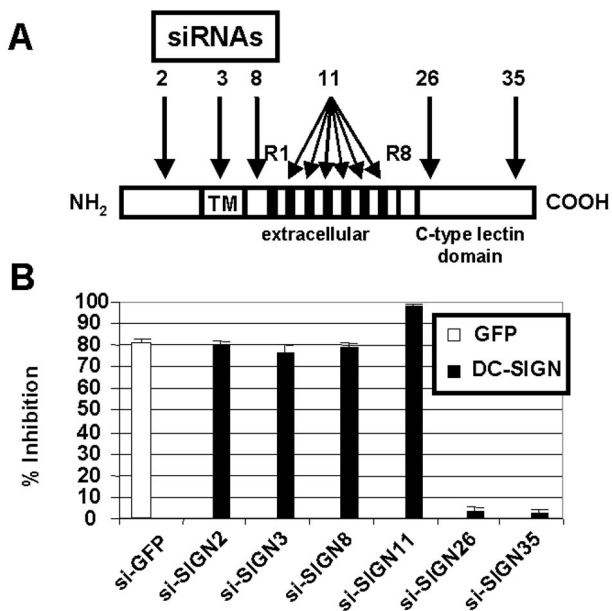 A
siRNAs
2 3 8 11 26 35
R1 R8
NH2 TM COOH
extracellular C-type lectin
domain
B
100
90
80
70
60
50
40
30
20
10
0
% Inhibition
GFP
DC-SIGN
si-GFP
si-SIGN2
si-SIGN3
si-SIGN8
si-SIGN11
si-SIGN26
si-SIGN35